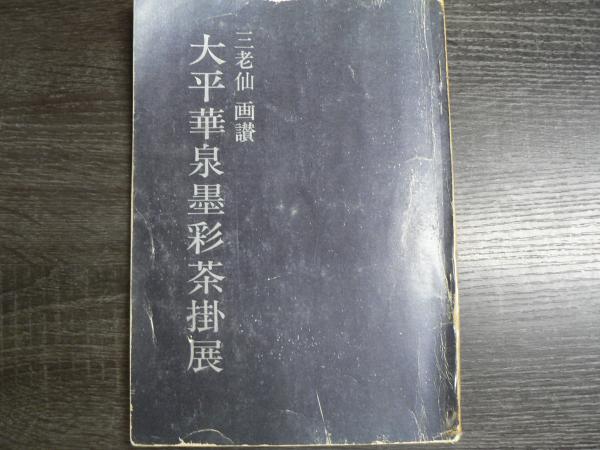 三老仙 画讃
大平華泉墨彩茶掛展